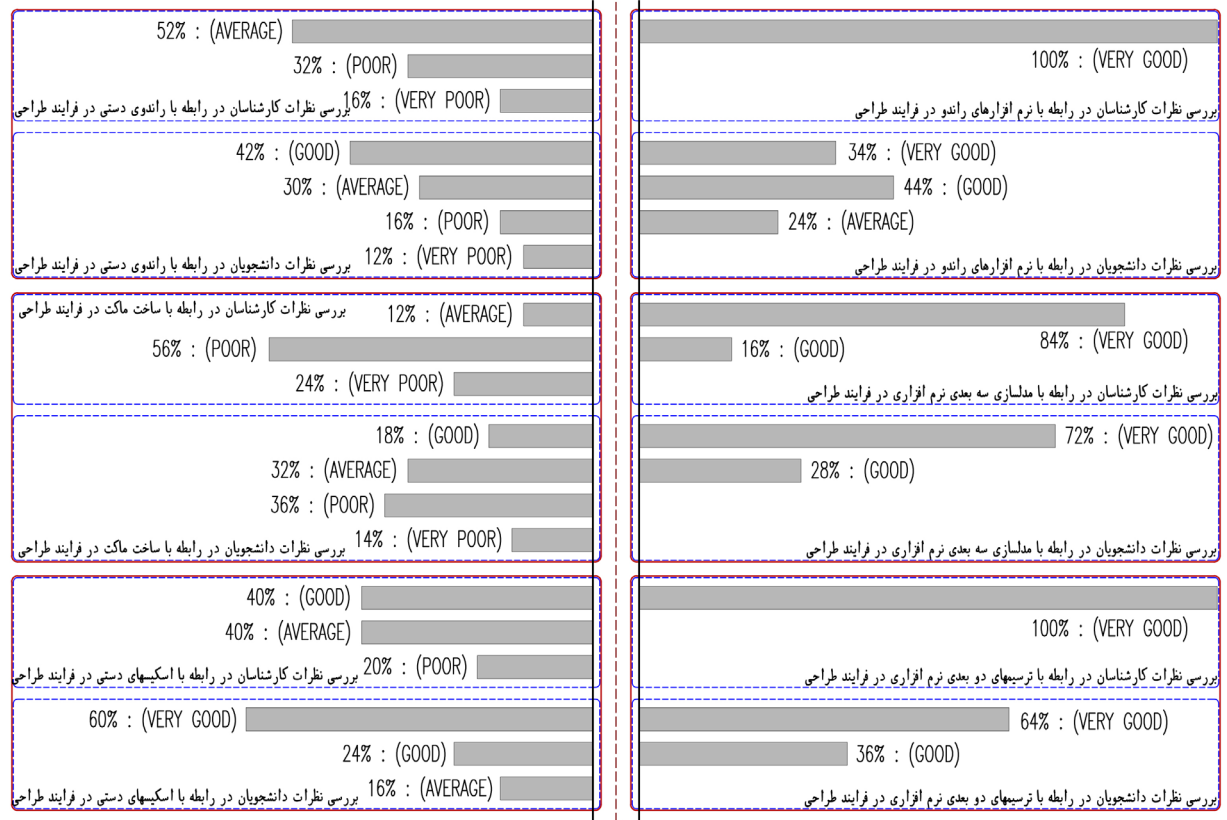 52% : (AVERAGE)
32% : (POOR)
16% : (VERY POOR)
بررسی نظرات کارشناسان در رابطه با راندوی دستی در فرایند طراحی
42% : (GOOD)
30% : (AVERAGE)
16% : (POOR)
12% : (VERY POOR)
بررسی نظرات دانشجویان در رابطه با راندوی دستی در فرایند طراحی
100% : (VERY GOOD)
بررسی نظرات کارشناسان در رابطه با نرم افزارهای راندو در فرایند طراحی
34% : (VERY GOOD)
44% : (GOOD)
24% : (AVERAGE)
بررسی نظرات دانشجویان در رابطه با نرم افزارهای راندو در فرایند طراحی
بررسی نظرات کارشناسان در رابطه با ساخت ماکت در فرایند طراحی
12% : (AVERAGE)
56% : (POOR)
24% : (VERY POOR)
18% : (GOOD)
32% : (AVERAGE)
36% : (POOR)
14% : (VERY POOR)
بررسی نظرات دانشجویان در رابطه با ساخت ماکت در فرایند طراحی
84% : (VERY GOOD)
16% : (GOOD)
بررسی نظرات کارشناسان در رابطه با مدلسازی سه بعدی نرم افزاری در فرایند طراحی
72% : (VERY GOOD)
28% : (GOOD)
بررسی نظرات دانشجویان در رابطه با مدلسازی سه بعدی نرم افزاری در فرایند طراحی
40% : (GOOD)
40% : (AVERAGE)
20% : (POOR)
بررسی نظرات کارشناسان در رابطه با اسکیسهای دستی در فرایند طراحی
60% : (VERY GOOD)
24% : (GOOD)
16% : (AVERAGE)
بررسی نظرات دانشجویان در رابطه با اسکیسهای دستی در فرایند طراحی
100% : (VERY GOOD)
بررسی نظرات کارشناسان در رابطه با ترسیمهای دو بعدی نرم افزاری در فرایند طراحی
64% : (VERY GOOD)
36% : (GOOD)
بررسی نظرات دانشجویان در رابطه با ترسیمهای دو بعدی نرم افزاری در فرایند طراحی